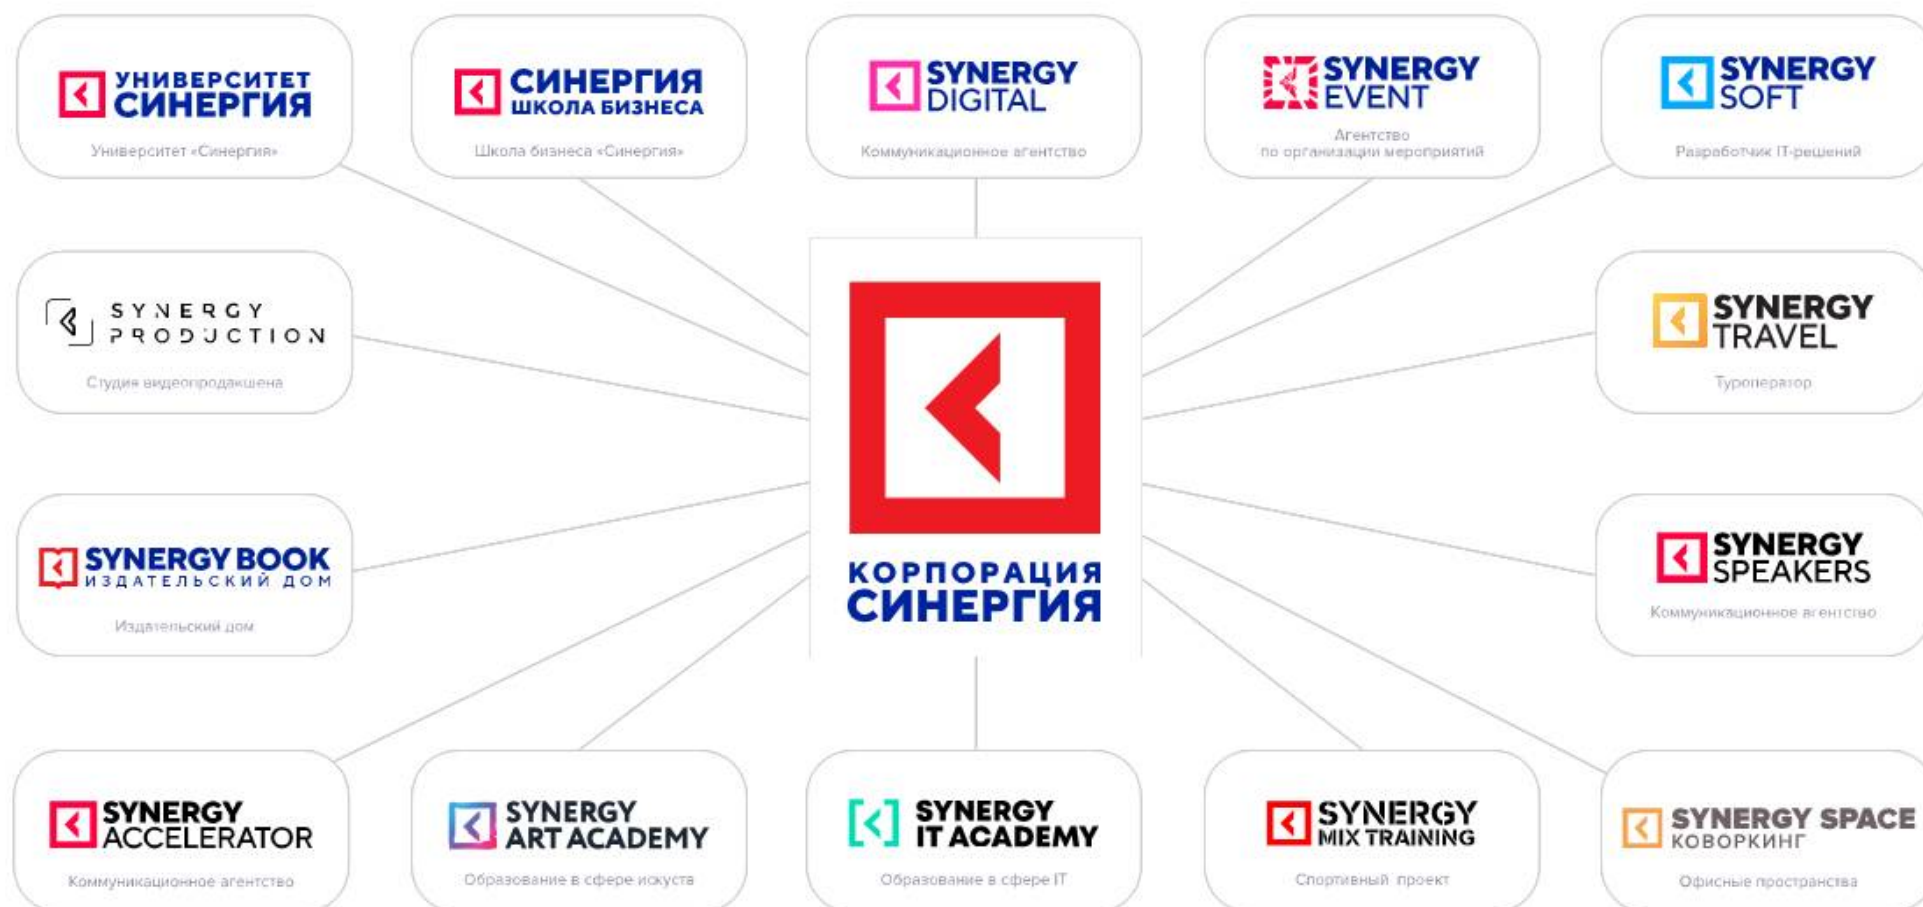 УНИВЕРСИТЕТ
СИНЕРГИЯ
Университет «Синергия»
СИНЕРГИЯ
ШКОЛА БИЗНЕСА
Школа бизнеса «Синергия»
SYNERGY
DIGITAL
Коммуникационное агентство
SYNERGY
EVENT
Агентство
по организации мероприятий
SYNERGY
SOFT
Разработчик IT-решений
SYNERGY
PRODUCTION
Студия видеопродакшена
КОРПОРАЦИЯ
СИНЕРГИЯ
SYNERGY
TRAVEL
Туроператор
SYNERGY BOOK
ИЗДАТЕЛЬСКИЙ ДОМ
Издательский дом
SYNERGY
SPEAKERS
Коммуникационное агентство
SYNERGY
ACCELERATOR
Коммуникационное агентство
SYNERGY
ART ACADEMY
Образование в сфере искуств
SYNERGY
IT ACADEMY
Образование в сфере IT
SYNERGY
MIX TRAINING
Спортивный проект
SYNERGY SPACE
КОВОРКИНГ
Офисные пространства